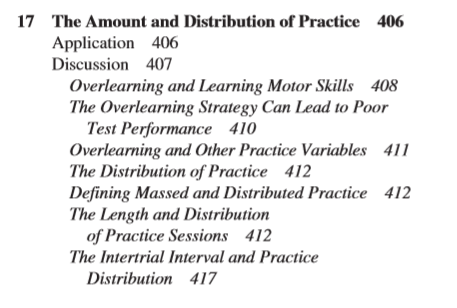 17 The Amount and Distribution of Practice 406
Application 406
Discussion 407
Overlearning and Learning Motor Skills 408
The Overlearning Strategy Can Lead to Poor
Test Performance 410
Overlearning and Other Practice Variables 411
The Distribution of Practice 412
Defining Massed and Distributed Practice 412
The Length and Distribution
of Practice Sessions 412
The Intertrial Interval and Practice
Distribution 417